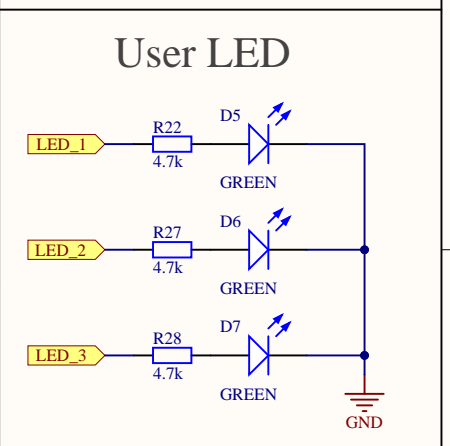 User LED
D5
R22
LED_1
4.7k
GREEN
D6
R27
LED_2
4.7k
GREEN
D7
R28
LED_3
4.7k
GREEN
GND